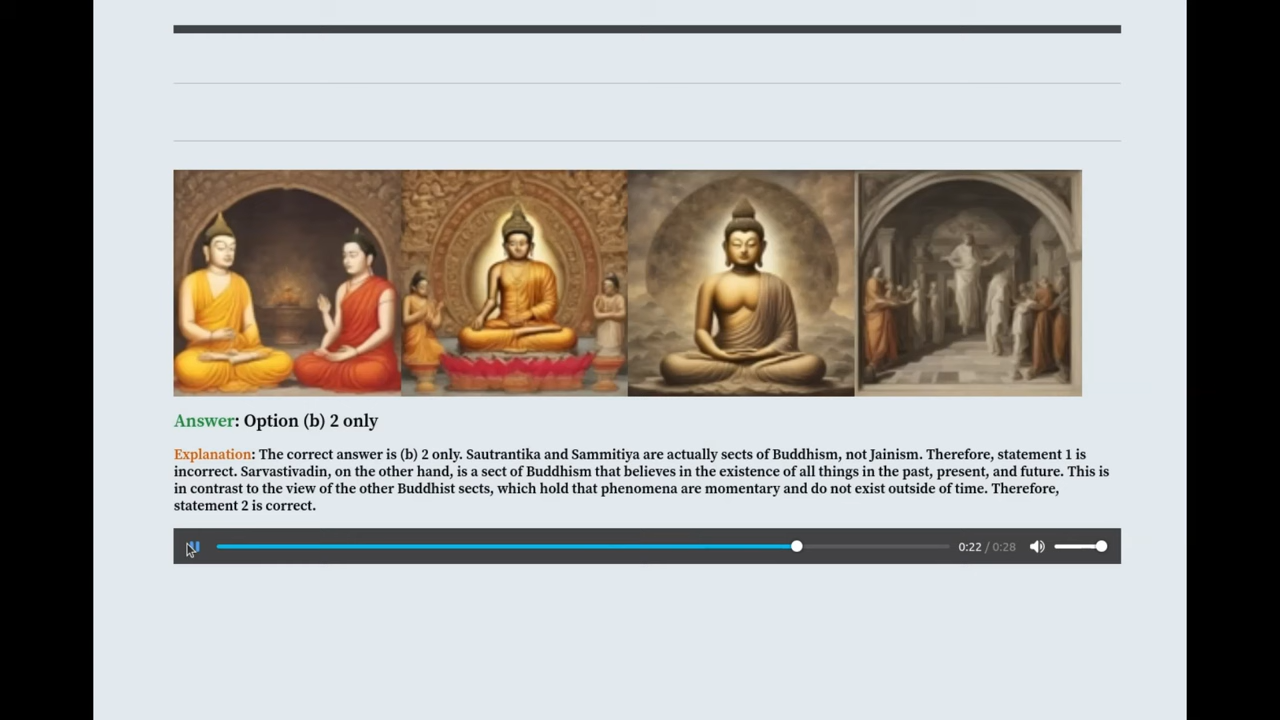 Answer: Option (b) 2 only
Explanation: The correct answer is (b) 2 only. Sautrantika and Sammitiya are actually sects of Buddhism, not Jainism. Therefore, statement 1 is
incorrect. Sarvastivadin, on the other hand, is a sect of Buddhism that believes in the existence of all things in the past, present, and future. This is
in contrast to the view of the other Buddhist sects, which hold that phenomena are momentary and do not exist outside of time. Therefore,
statement 2 is correct.
0:22 / 0:28